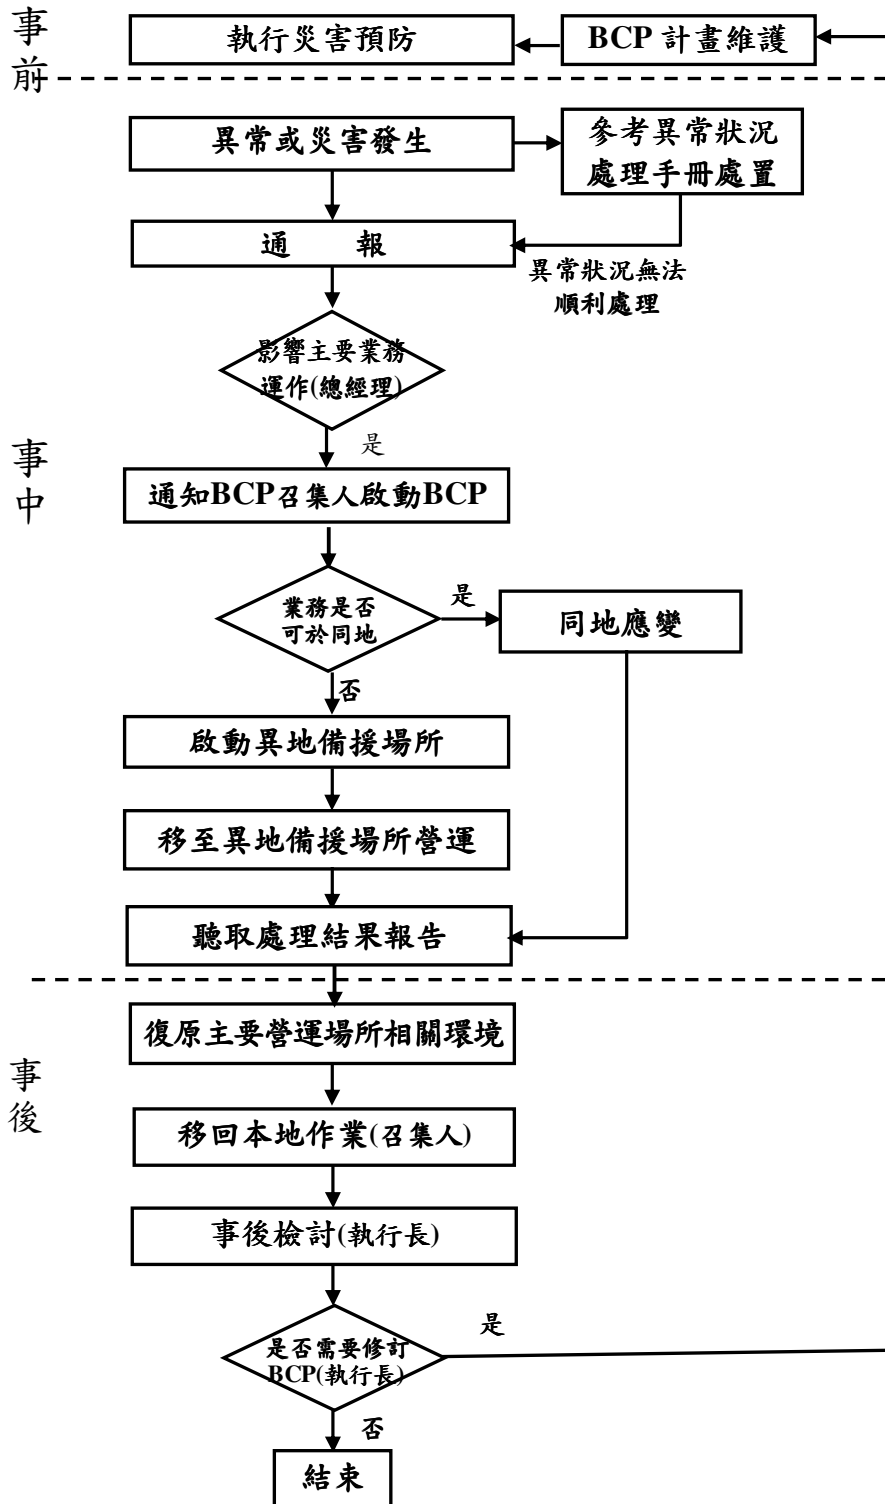 事前
執行災害預防
BCP 計畫維護
事中
異常或災害發生
參考異常狀況
處理手冊處置
通 報
異常狀況無法
順利處理
影響主要業務
運作(總經理)
是
通知BCP召集人啟動BCP
業務是否
可於同地
是
同地應變
否
啟動異地備援場所
移至異地備援場所營運
聽取處理結果報告
事後
復原主要營運場所相關環境
移回本地作業(召集人)
事後檢討(執行長)
是否需要修訂
BCP(執行長)
是
否
結束